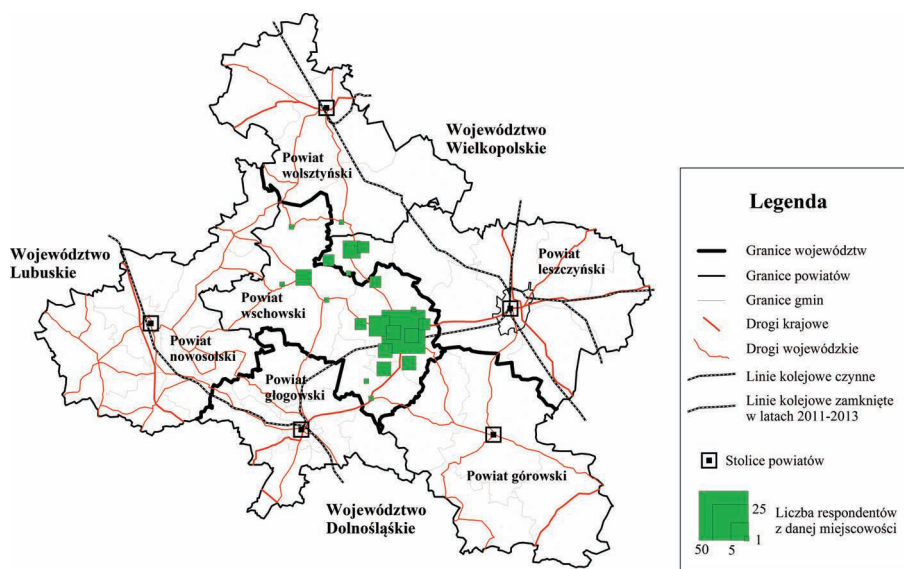 Województwo
Wielkopolskie
Powiat
wolsztyński
Województwo
Lubuskie
Powiat
leszczyński
Powiat
wschowski
Powiat
nowosolski
Powiat
głogowski
Powiat górowski
Województwo
Dolnośląskie
Legenda
Granice województw
Granice powiatów
Granice gmin
Drogi krajowe
Drogi wojewódzkie
Linie kolejowe czynne
Linie kolejowe zamknięte
w latach 2011-2013
Stolice powiatów
25
Liczba respondentów
z danej miejscowości
50 5 1